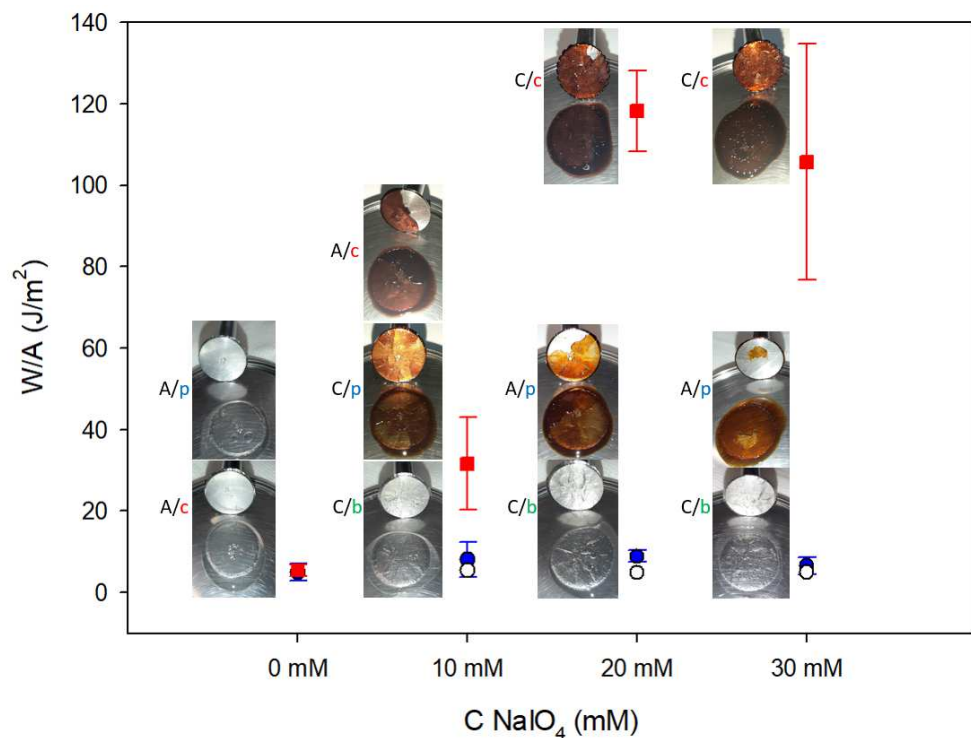 140
120
100
80
60
40
20
0
W/A (J/m²)
C/c
C/c
A/c
A/p
C/p
A/p
A/p
A/c
C/b
C/b
C/b
0 mM
10 mM
20 mM
30 mM
C NaIO₄ (mM)